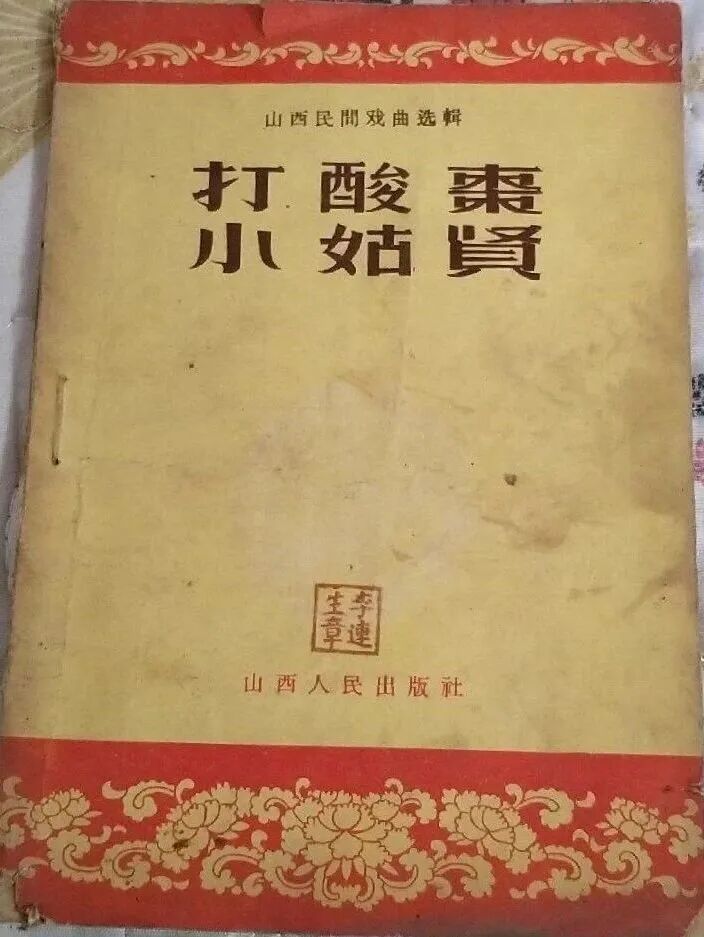 山西民間戏曲选輯
打酸棗
小姑贤
李連
生章
山西人民出版社